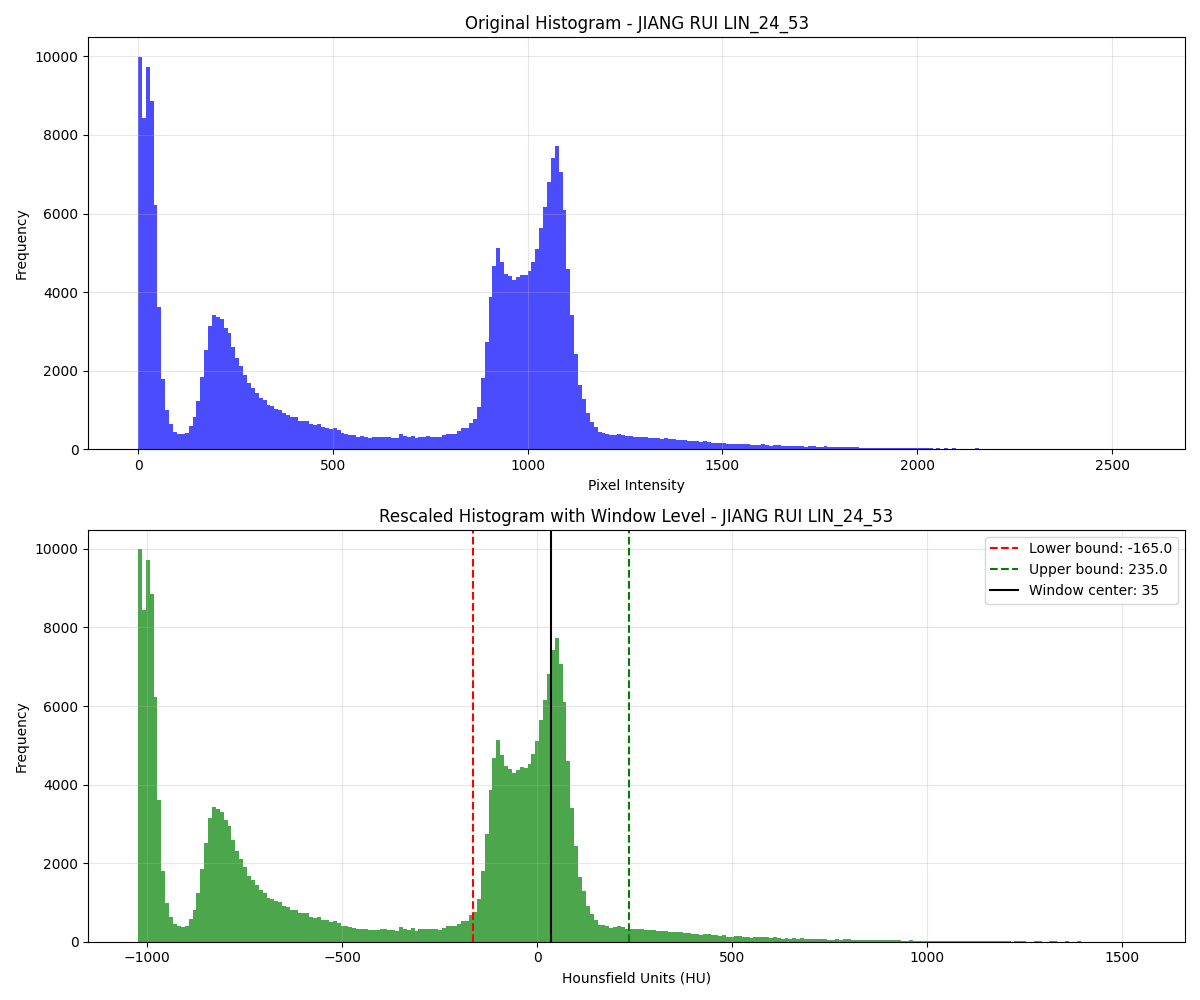 Original Histogram - JIANG RUI LIN_24_53
10000
8000
6000
4000
2000
0
Frequency
0 500 1000 1500 2000 2500
Pixel Intensity
Rescaled Histogram with Window Level - JIANG RUI LIN_24_53
Lower bound: -165.0
Upper bound: 235.0
Window center: 35
10000
8000
6000
4000
2000
0
Frequency
−1000 −500 0 500 1000 1500
Hounsfield Units (HU)